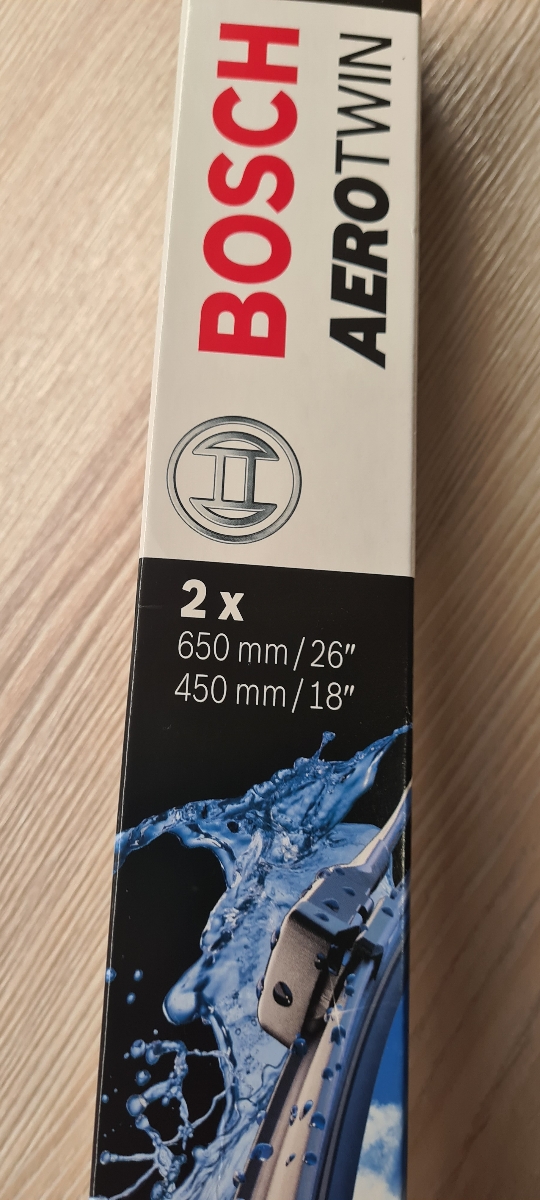 BOSCH
AEROTWIN
2 x
650 mm / 26"
450 mm / 18"